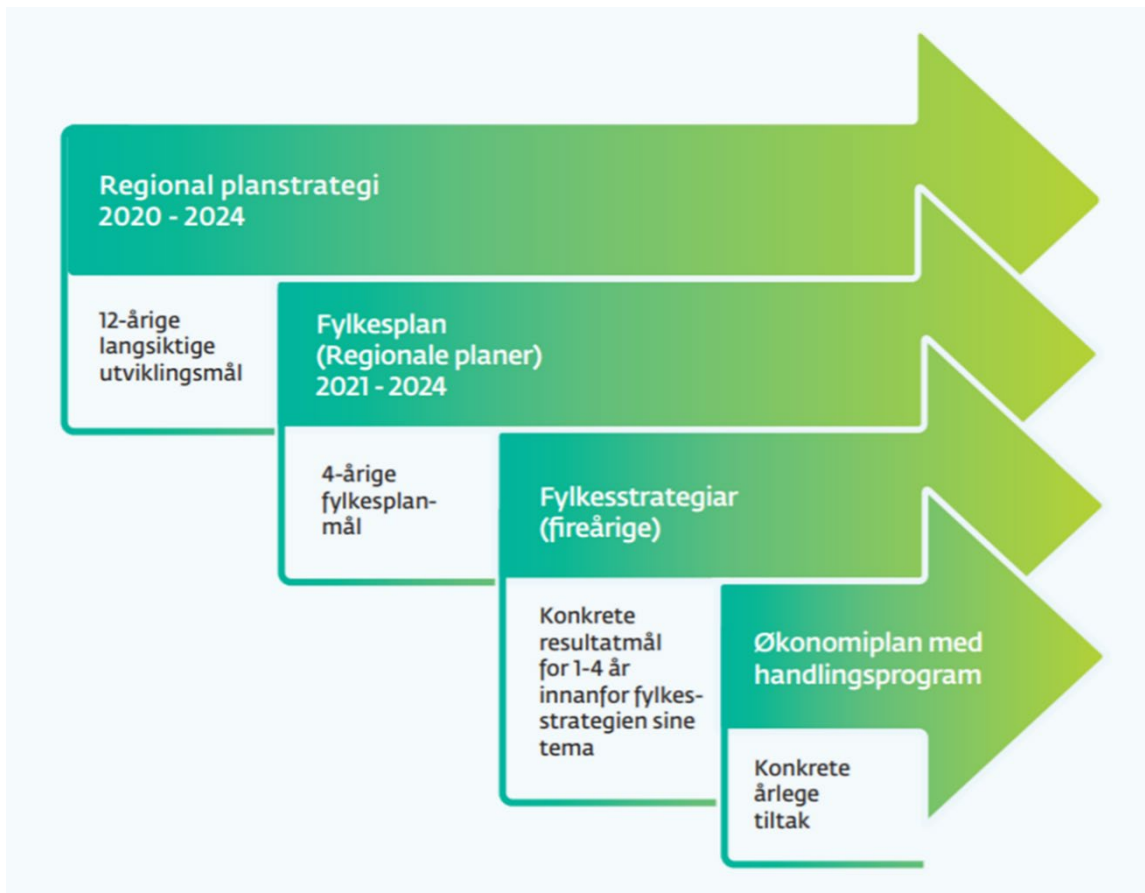 Regional planstrategi
2020 - 2024
12-årige
langsiktige
utviklingsmål
Fylkesplan
(Regionale planer)
2021 - 2024
4-årige
fylkesplan-
mål
Fylkesstrategiar
(fireårige)
Konkrete
resultatmål
for 1-4 år
innanfor fylkes-
strategien sine
tema
Økonomiplan med
handlingsprogram
Konkrete
årlege
tiltak